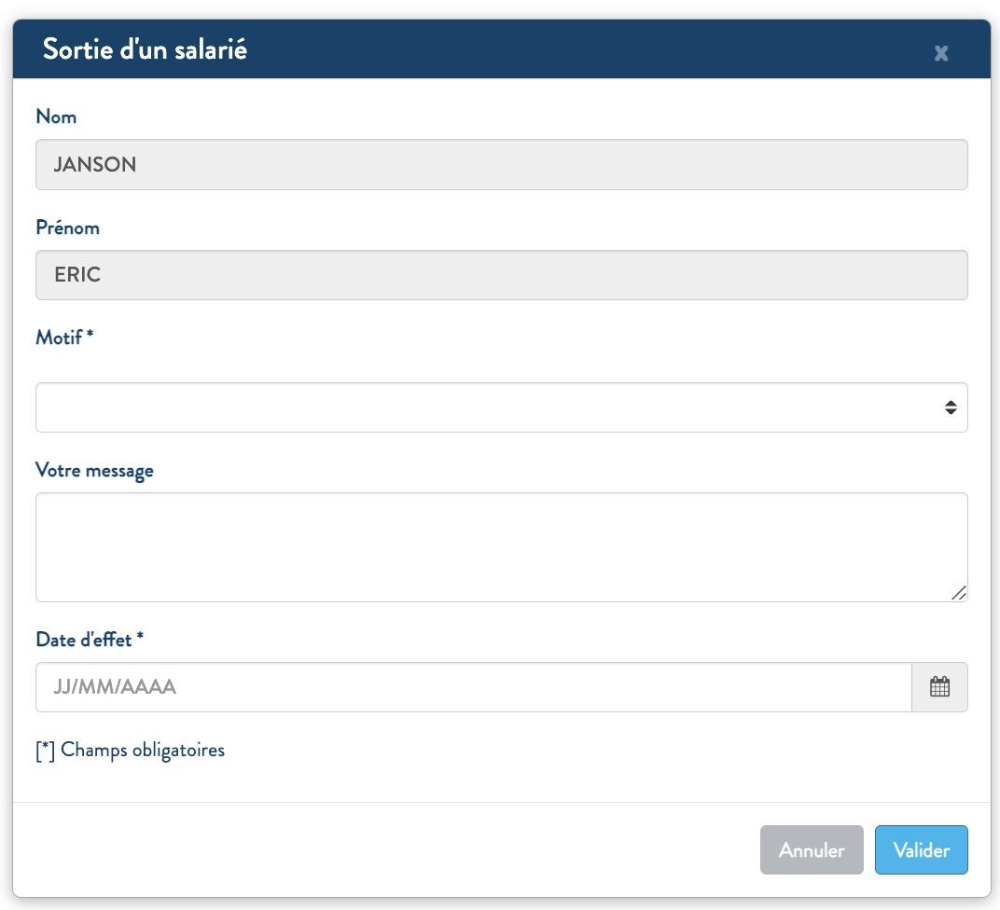 Sortie d'un salarié
x
Nom
JANSON
Prénom
ERIC
Motif *
Votre message
Date d'effet *
JJ/MM/AAAA
[*] Champs obligatoires
Annuler
Valider